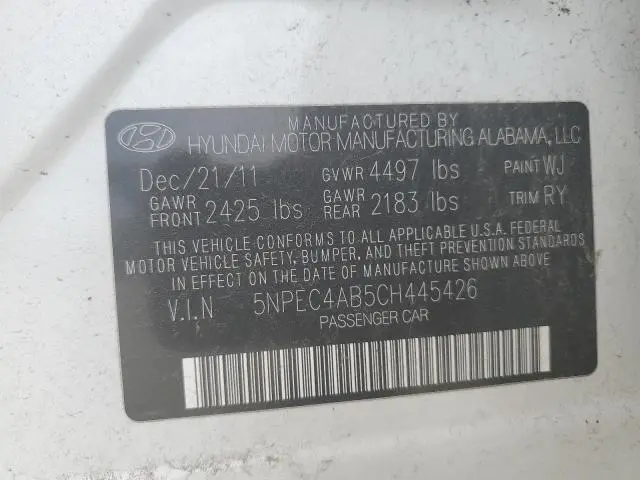 MANUFACTURED BY
HYUNDAI MOTOR MANUFACTURING ALABAMA, LLC
Dec/21/11 GVWR 4497 lbs PAINT WJ
GAWR FRONT 2425 lbs GAWR REAR 2183 lbs TRIM RY
THIS VEHICLE CONFORMS TO ALL APPLICABLE U.S.A. FEDERAL
MOTOR VEHICLE SAFETY, BUMPER, AND THEFT PREVENTION STANDARDS
IN EFFECT ON THE DATE OF MANUFACTURE SHOWN ABOVE.
V.I.N 5NPEC4AB5CH445426
PASSENGER CAR